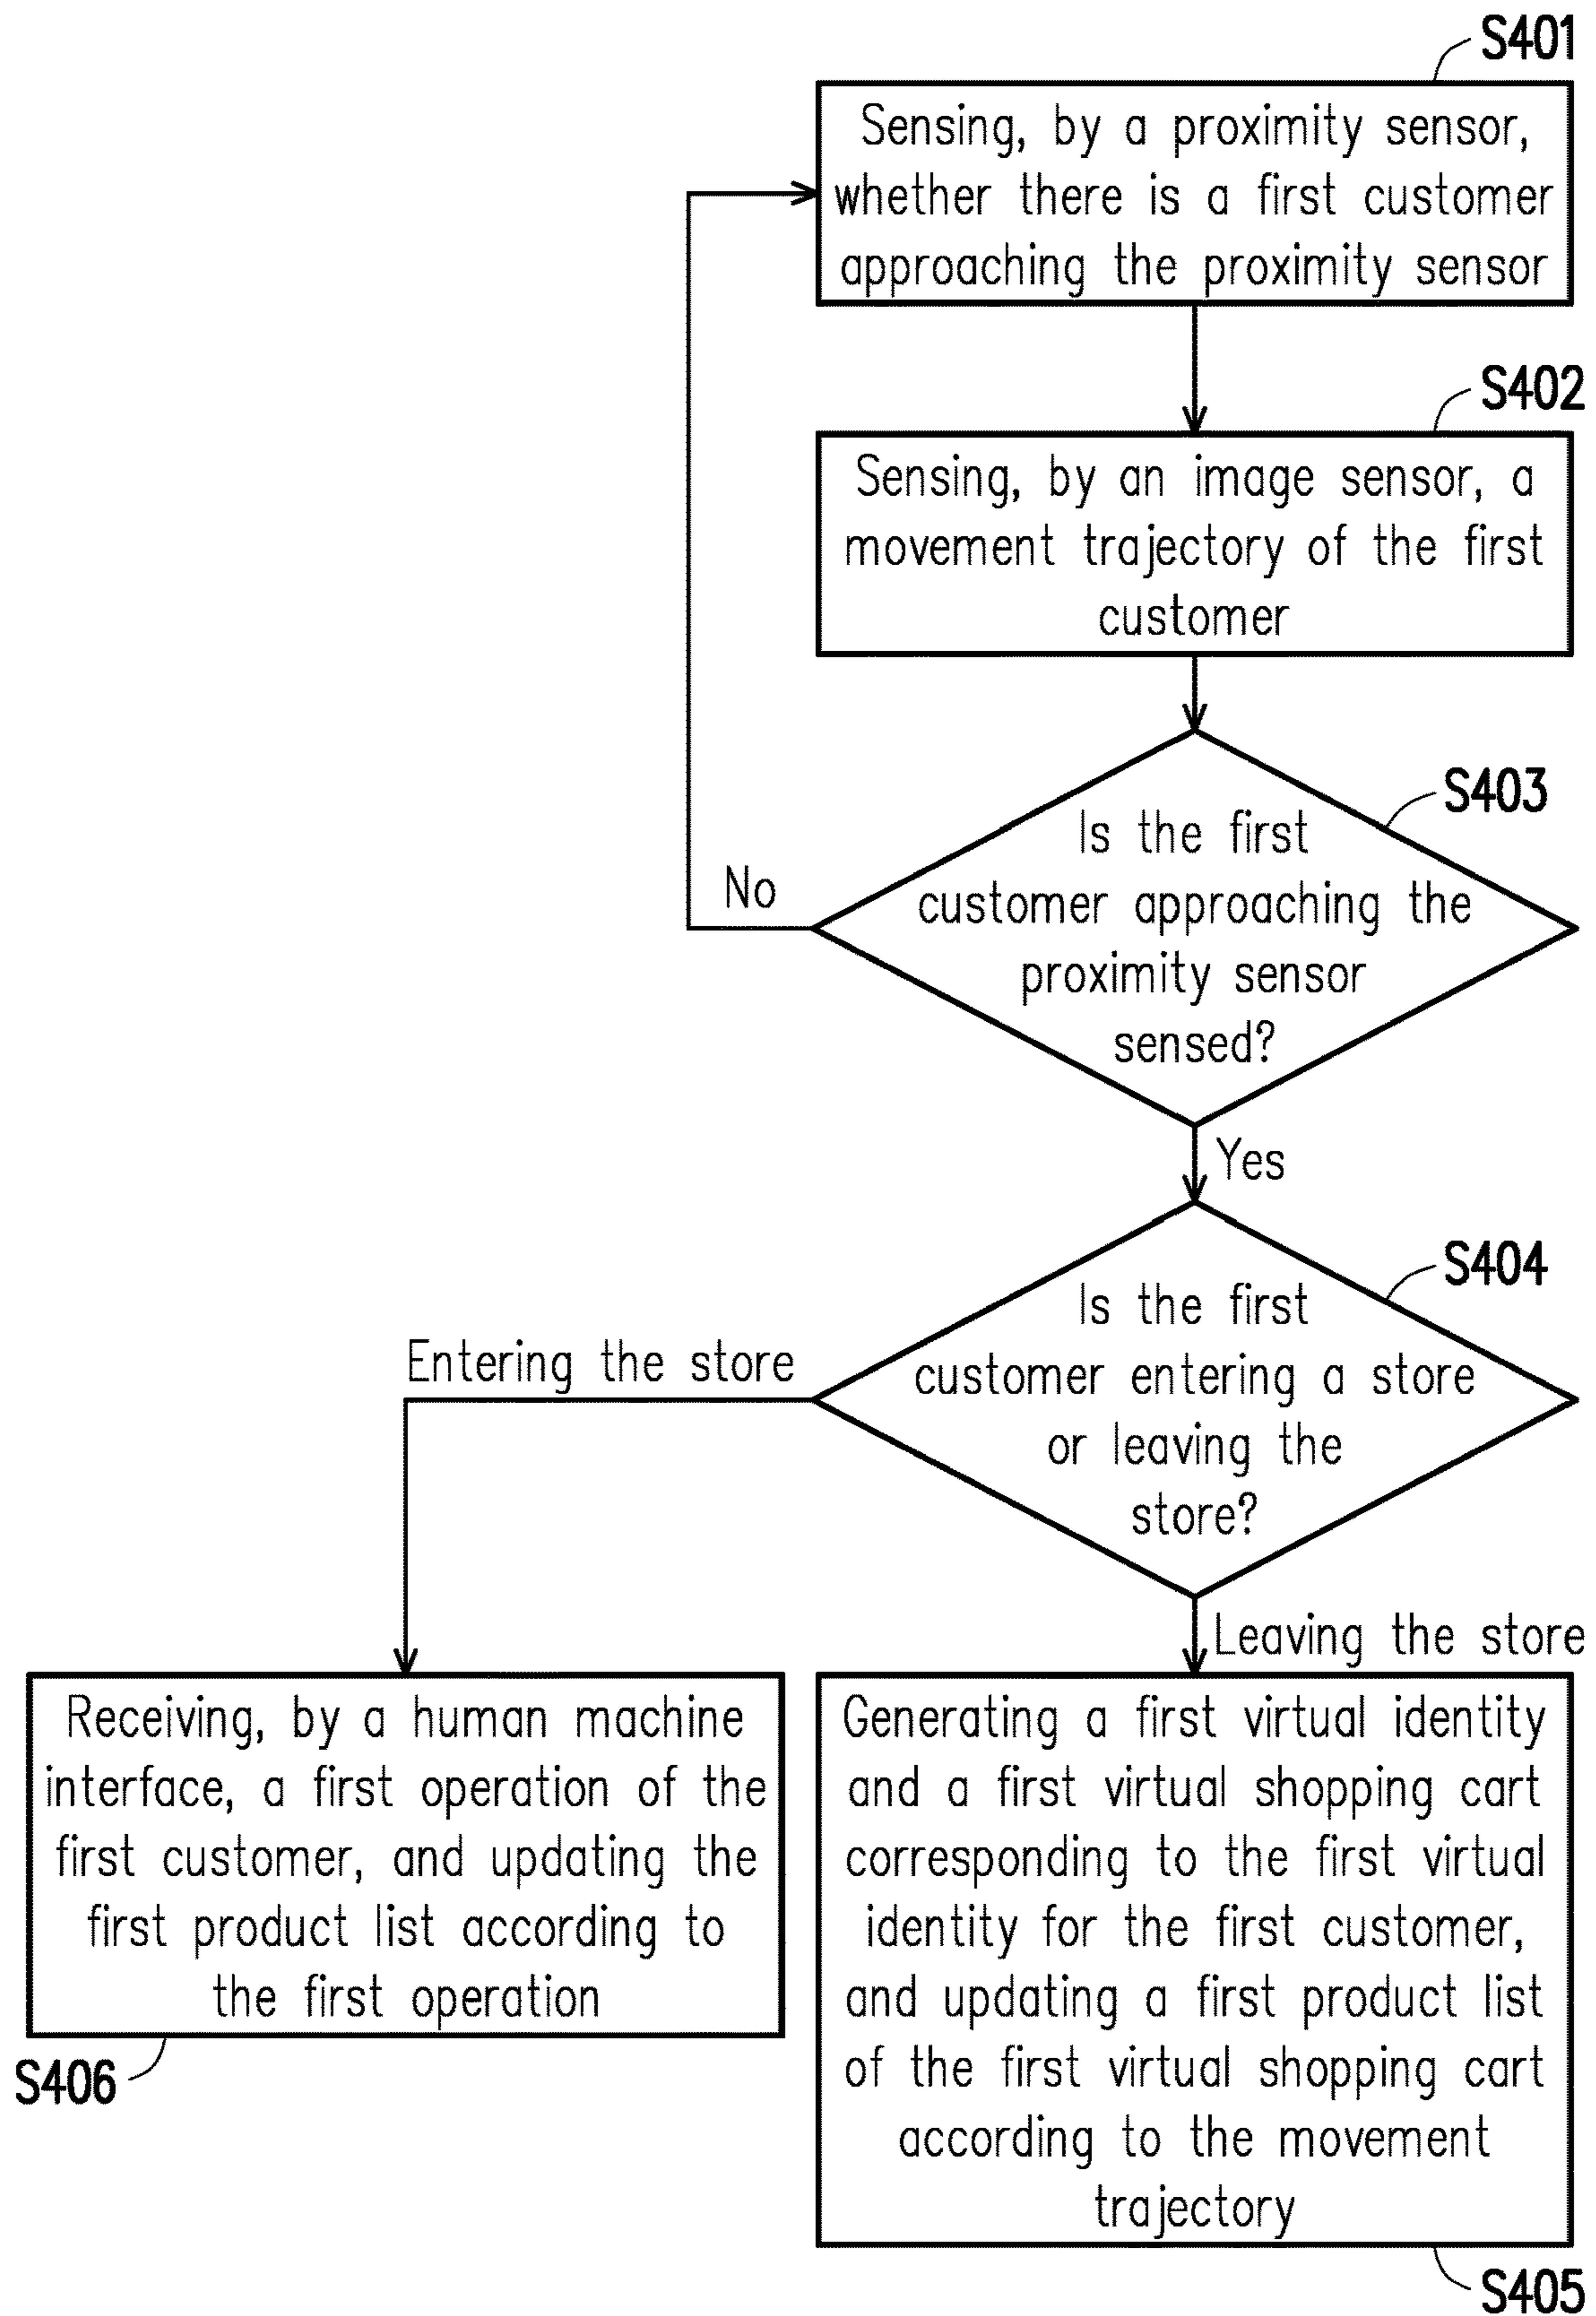 S401
Sensing, by a proximity sensor,
whether there is a first customer
approaching the proximity sensor
S402
Sensing, by an image sensor, a
movement trajectory of the first
customer
S403
Is the first
customer approaching the
proximity sensor
sensed?
No
Yes
S404
Is the first
customer entering a store
or leaving the
store?
Entering the store
Leaving the store
Receiving, by a human machine
interface, a first operation of the
first customer, and updating the
first product list according to
the first operation
S406
Generating a first virtual identity
and a first virtual shopping cart
corresponding to the first virtual
identity for the first customer,
and updating a first product list
of the first virtual shopping cart
according to the movement
trajectory
S405